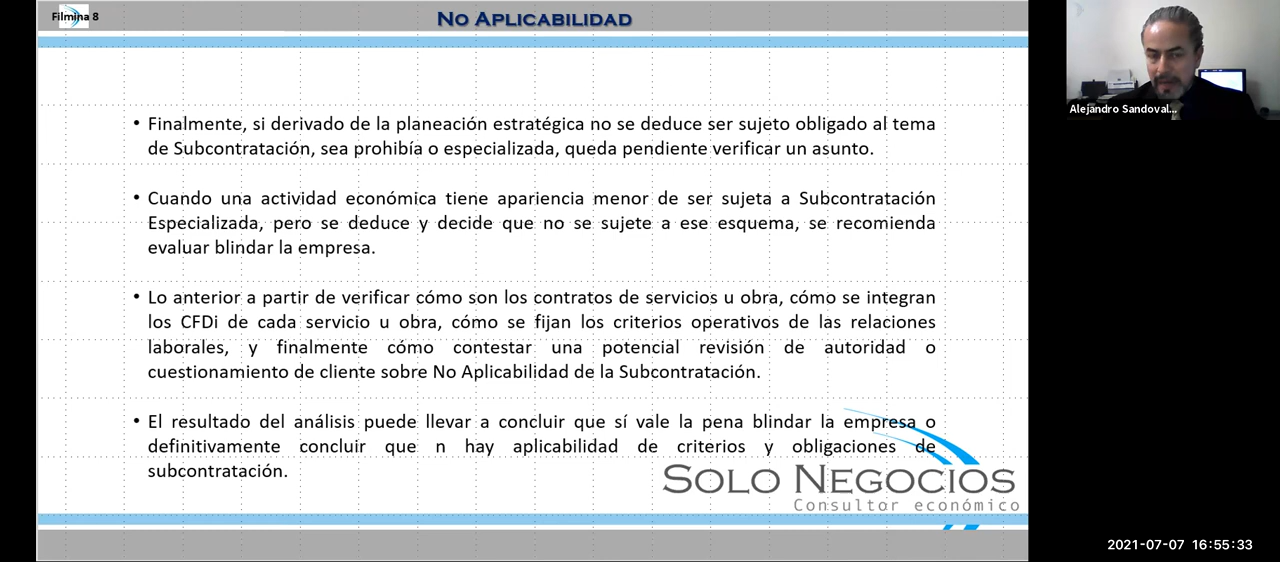 Filmina 8
No Aplicabilidad
• Finalmente, si derivado de la planeación estratégica no se deduce ser sujeto obligado al tema
de Subcontratación, sea prohibía o especializada, queda pendiente verificar un asunto.
• Cuando una actividad económica tiene apariencia menor de ser sujeta a Subcontratación
Especializada, pero se deduce y decide que no se sujete a ese esquema, se recomienda
evaluar blindar la empresa.
• Lo anterior a partir de verificar cómo son los contratos de servicios u obra, cómo se integran
los CFDi de cada servicio u obra, cómo se fijan los criterios operativos de las relaciones
laborales, y finalmente cómo contestar una potencial revisión de autoridad o
cuestionamiento de cliente sobre No Aplicabilidad de la Subcontratación.
• El resultado del análisis puede llevar a concluir que sí vale la pena blindar la empresa o
definitivamente concluir que n hay aplicabilidad de criterios y obligaciones de
subcontratación.
Solo Negocios
Consultor económico
Alejandro Sandoval...
2021-07-07 16:55:33